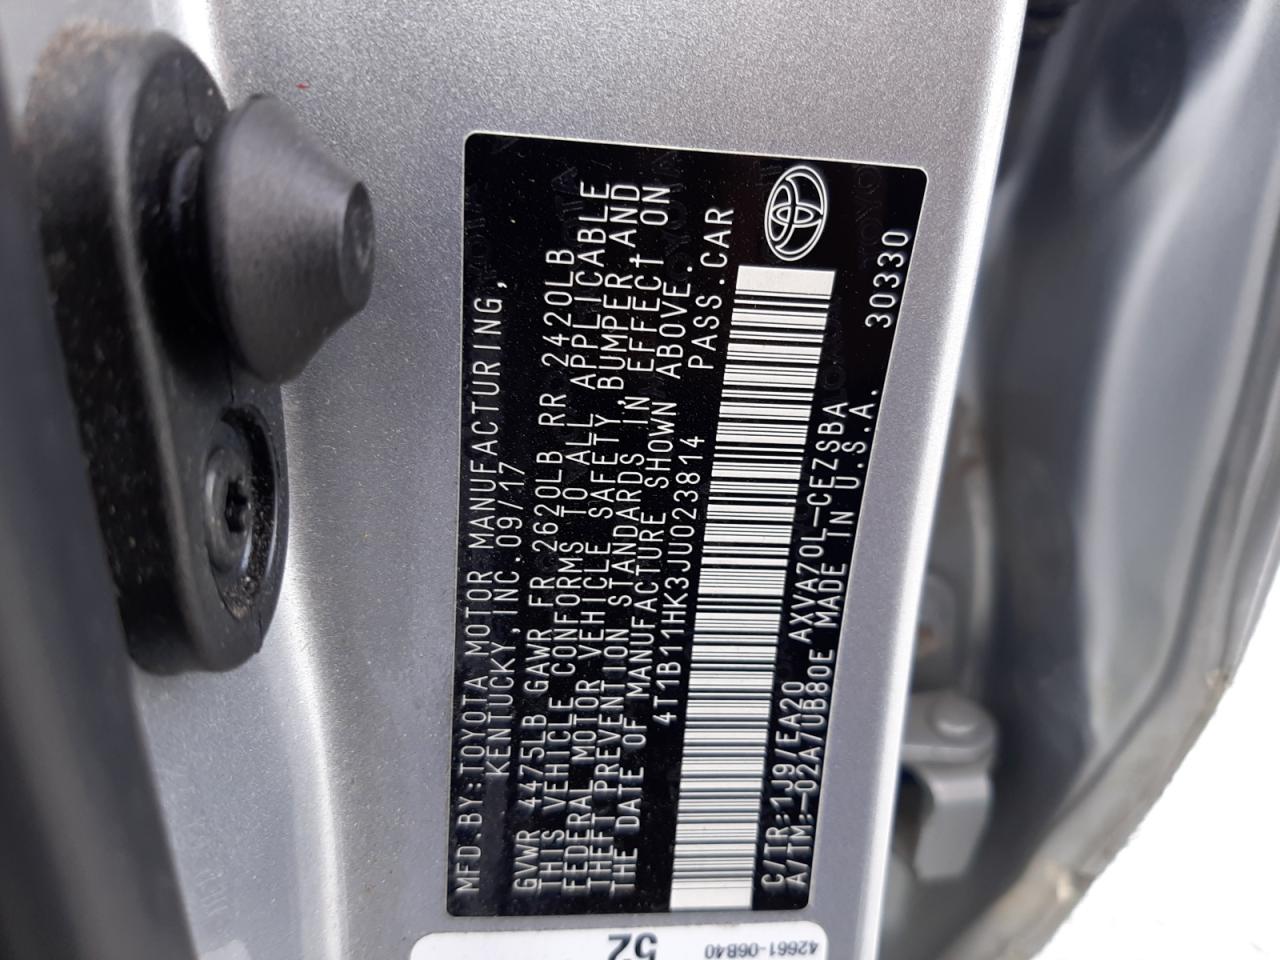 MFD.BY:TOYOTA MOTOR MANUFACTURING,
KENTUCKY,INC.09/17
GVWR 4475LB GAWR FR 2620LB RR 2420LB
THIS VEHICLE CONFORMS TO ALL APPLICABLE
FEDERAL MOTOR VEHICLE SAFETY,BUMPER,AND
THEFT PREVENTION STANDARDS IN EFFECT ON
THE DATE OF MANUFACTURE SHOWN ABOVE.
4T1B11HK3JU023814 PASS.CAR
C/TR:1J9/EA20 AXVA70L-CEZSBA
A/TM:-02A/UB80E MADE IN U.S.A. 30330
52
42661-06B40